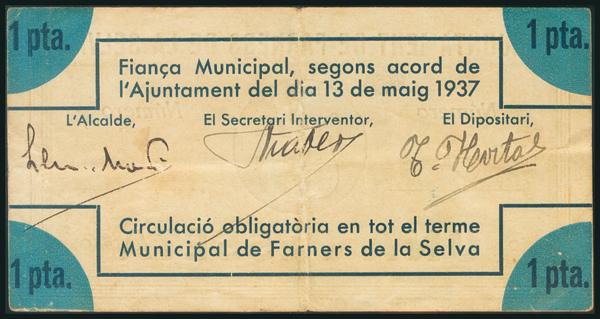 1 pta. 1 pta.
Fiança Municipal, segons acord de
l'Ajuntament del dia 13 de maig 1937
L'Alcalde, El Secretari Interventor, El Dipositari,
Circulació obligatòria en tot el terme
Municipal de Farners de la Selva
1 pta. 1 pta.